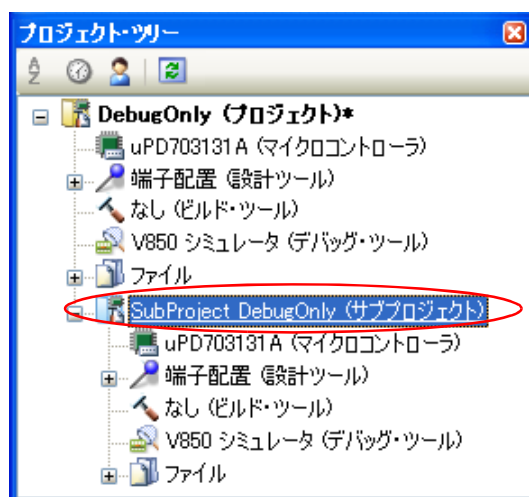 プロジェクト・ツリー
DebugOnly (プロジェクト)*
uPD703131A (マイクロコントローラ)
端子配置 (設計ツール)
なし (ビルド・ツール)
V850 シミュレータ (デバッグ・ツール)
ファイル
SubProject DebugOnly (サブプロジェクト)
uPD703131A (マイクロコントローラ)
端子配置 (設計ツール)
なし (ビルド・ツール)
V850 シミュレータ (デバッグ・ツール)
ファイル